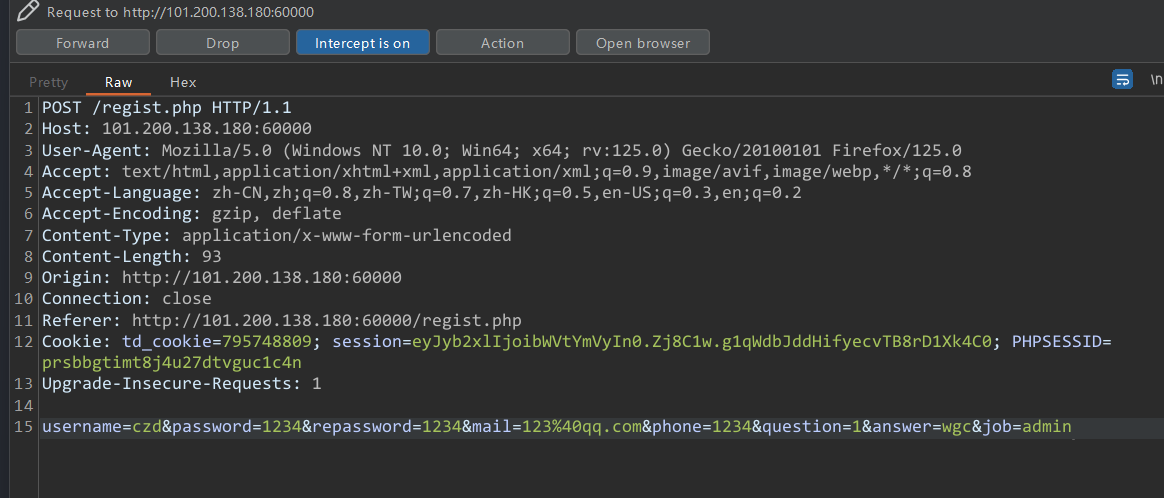 Request to http://101.200.138.180:60000
Forward Drop Intercept is on Action Open browser
Pretty Raw Hex \n
1 POST /regist.php HTTP/1.1
2 Host: 101.200.138.180:60000
3 User-Agent: Mozilla/5.0 (Windows NT 10.0; Win64; x64; rv:125.0) Gecko/20100101 Firefox/125.0
4 Accept: text/html,application/xhtml+xml,application/xml;q=0.9,image/avif,image/webp,*/*;q=0.8
5 Accept-Language: zh-CN,zh;q=0.8,zh-TW;q=0.7,zh-HK;q=0.5,en-US;q=0.3,en;q=0.2
6 Accept-Encoding: gzip, deflate
7 Content-Type: application/x-www-form-urlencoded
8 Content-Length: 93
9 Origin: http://101.200.138.180:60000
10 Connection: close
11 Referer: http://101.200.138.180:60000/regist.php
12 Cookie: td_cookie=795748809; session=eyJyb2xlIjoibWVtYmVyIn0.Zj8C1w.g1qWdbJddHifyecvTB8rD1Xk4C0; PHPSESSID=
prsbbgtimt8j4u27dtvguc1c4n
13 Upgrade-Insecure-Requests: 1
14
15 username=czd&password=1234&repassword=1234&mail=123%40qq.com&phone=1234&question=1&answer=wgc&job=admin